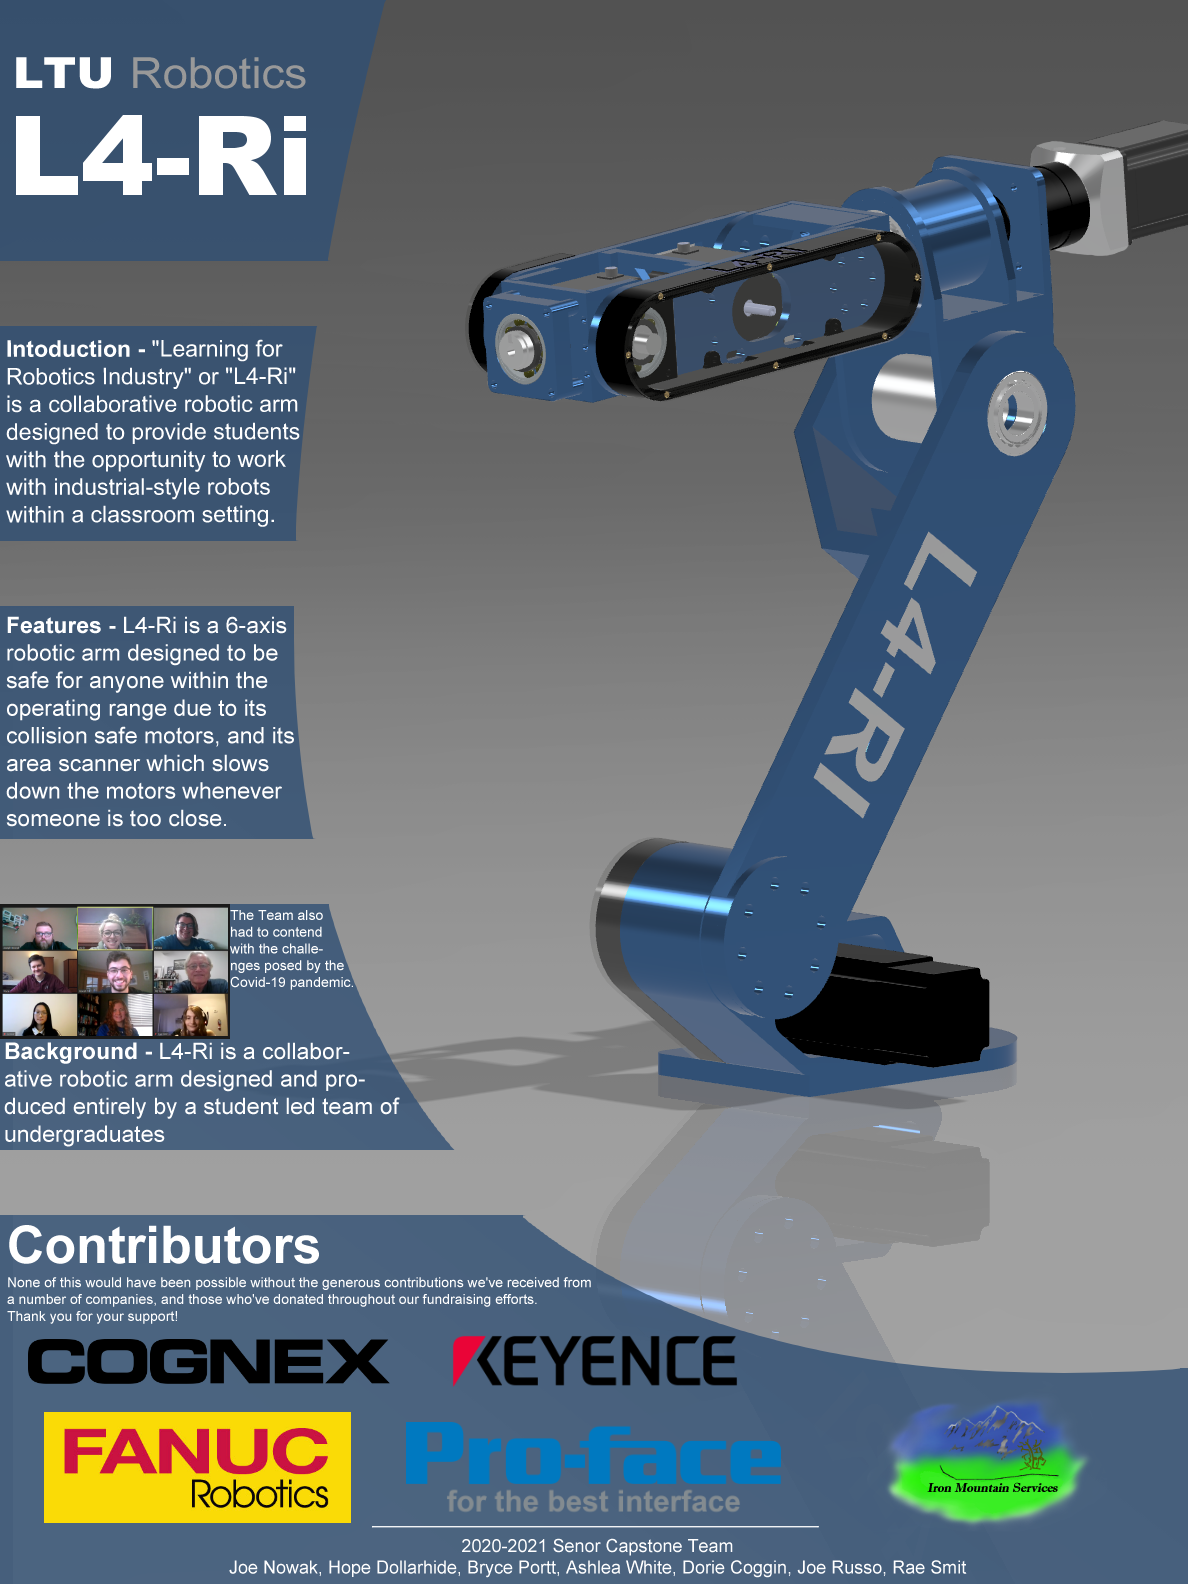 LTU Robotics
L4-Ri
Intoduction - "Learning for
Robotics Industry" or "L4-Ri"
is a collaborative robotic arm
designed to provide students
with the opportunity to work
with industrial-style robots
within a classroom setting.
Features - L4-Ri is a 6-axis
robotic arm designed to be
safe for anyone within the
operating range due to its
collision safe motors, and its
area scanner which slows
down the motors whenever
someone is too close.
The Team also
had to contend
with the challe-
nges posed by the
Covid-19 pandemic.
Background - L4-Ri is a collabor-
ative robotic arm designed and pro-
duced entirely by a student led team of
undergraduates
L4-RI
L4-RI
Contributors
None of this would have been possible without the generous contributions we've received from
a number of companies, and those who've donated throughout our fundraising efforts.
Thank you for your support!
COGNEX
KEYENCE
FANUC
Robotics
Pro-face
for the best interface
Iron Mountain Services
2020-2021 Senor Capstone Team
Joe Nowak, Hope Dollarhide, Bryce Portt, Ashlea White, Dorie Coggin, Joe Russo, Rae Smit